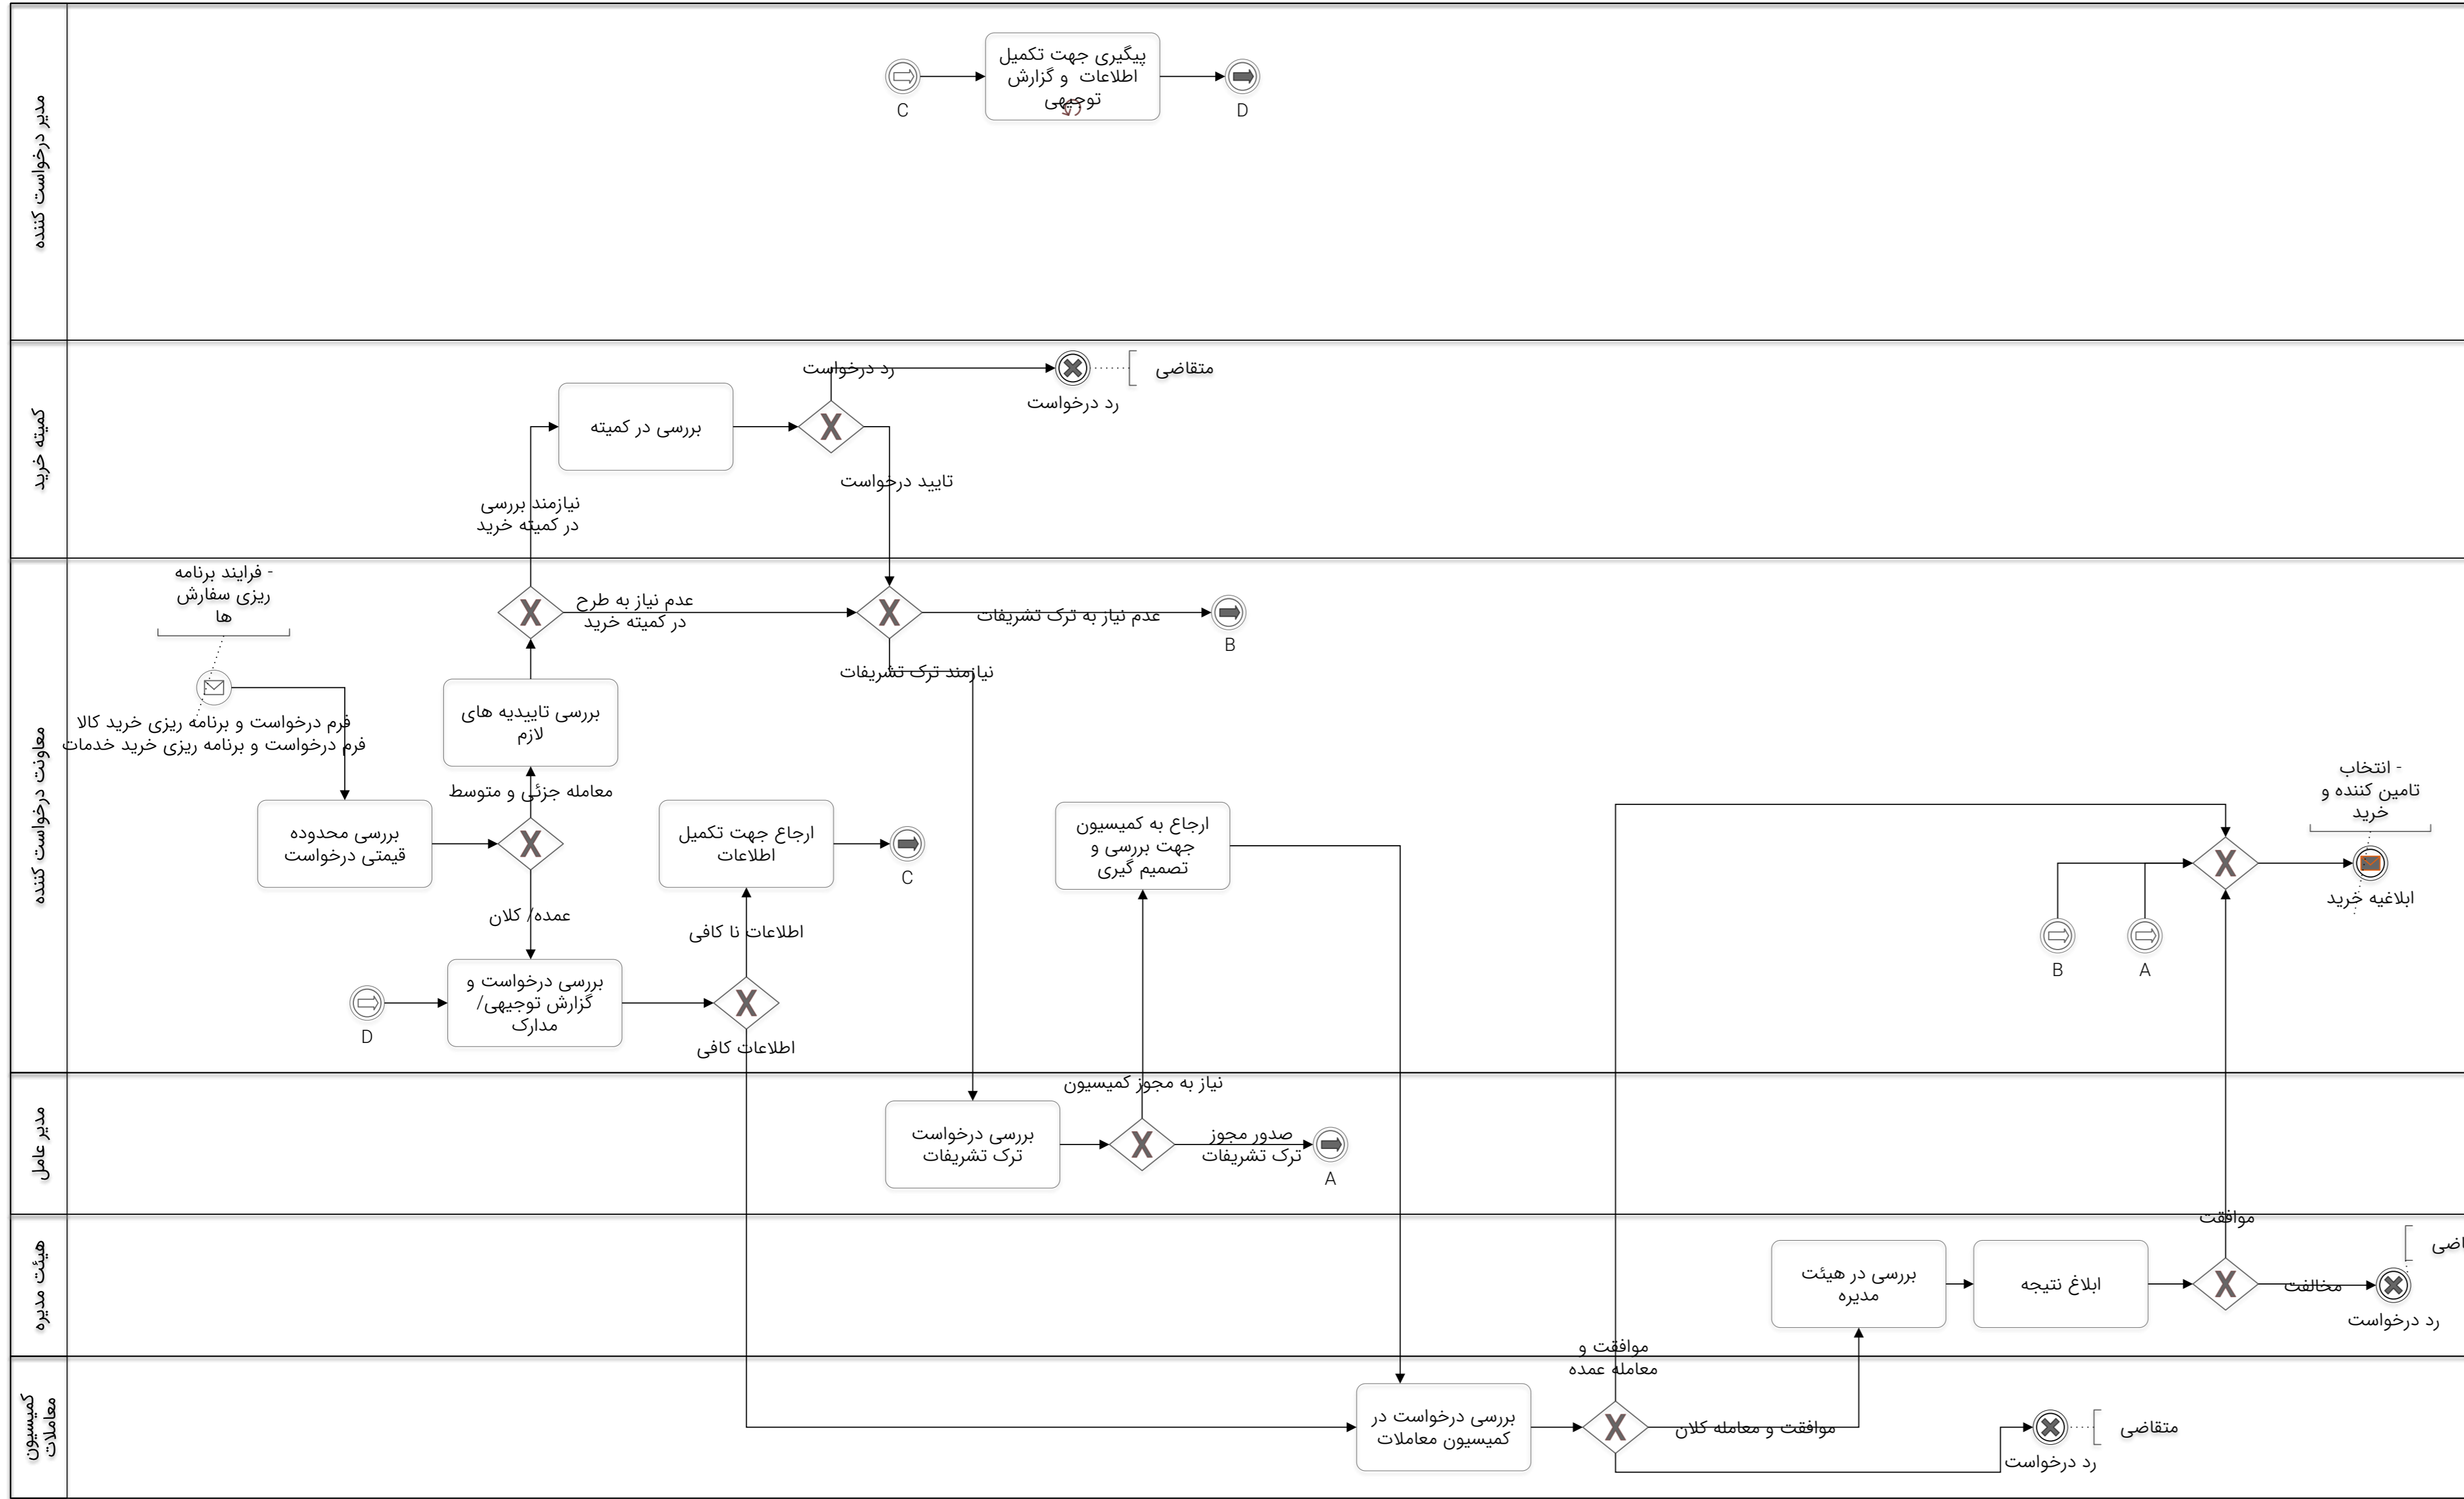 مدیر درخواست کننده
C
پیگیری جهت تکمیل
اطلاعات و گزارش
توجیهی
D
کمیته خرید
بررسی در کمیته
رد درخواست
رد درخواست
متقاضی
تایید درخواست
نیازمند بررسی
در کمیته خرید
معاونت درخواست کننده
- فرایند برنامه
ریزی سفارش
ها
فرم درخواست و برنامه ریزی خرید کالا
فرم درخواست و برنامه ریزی خرید خدمات
عدم نیاز به طرح
در کمیته خرید
عدم نیاز به ترک تشریفات
B
نیازمند ترک تشریفات
بررسی تاییدیه های
لازم
معامله جزئی و متوسط
بررسی محدوده
قیمتی درخواست
عمده/ کلان
ارجاع جهت تکمیل
اطلاعات
C
اطلاعات نا کافی
D
بررسی درخواست و
گزارش توجیهی/
مدارک
اطلاعات کافی
ارجاع به کمیسیون
جهت بررسی و
تصمیم گیری
B
A
- انتخاب
تامین کننده و
خرید
ابلاغیه خرید
مدیر عامل
نیاز به مجوز کمیسیون
بررسی درخواست
ترک تشریفات
صدور مجوز
ترک تشریفات
A
هیئت مدیره
بررسی در هیئت
مدیره
ابلاغ نتیجه
موافقت
مخالفت
رد درخواست
کمیسیون
معاملات
بررسی درخواست در
کمیسیون معاملات
موافقت و
معامله عمده
موافقت و معامله کلان
رد درخواست
متقاضی